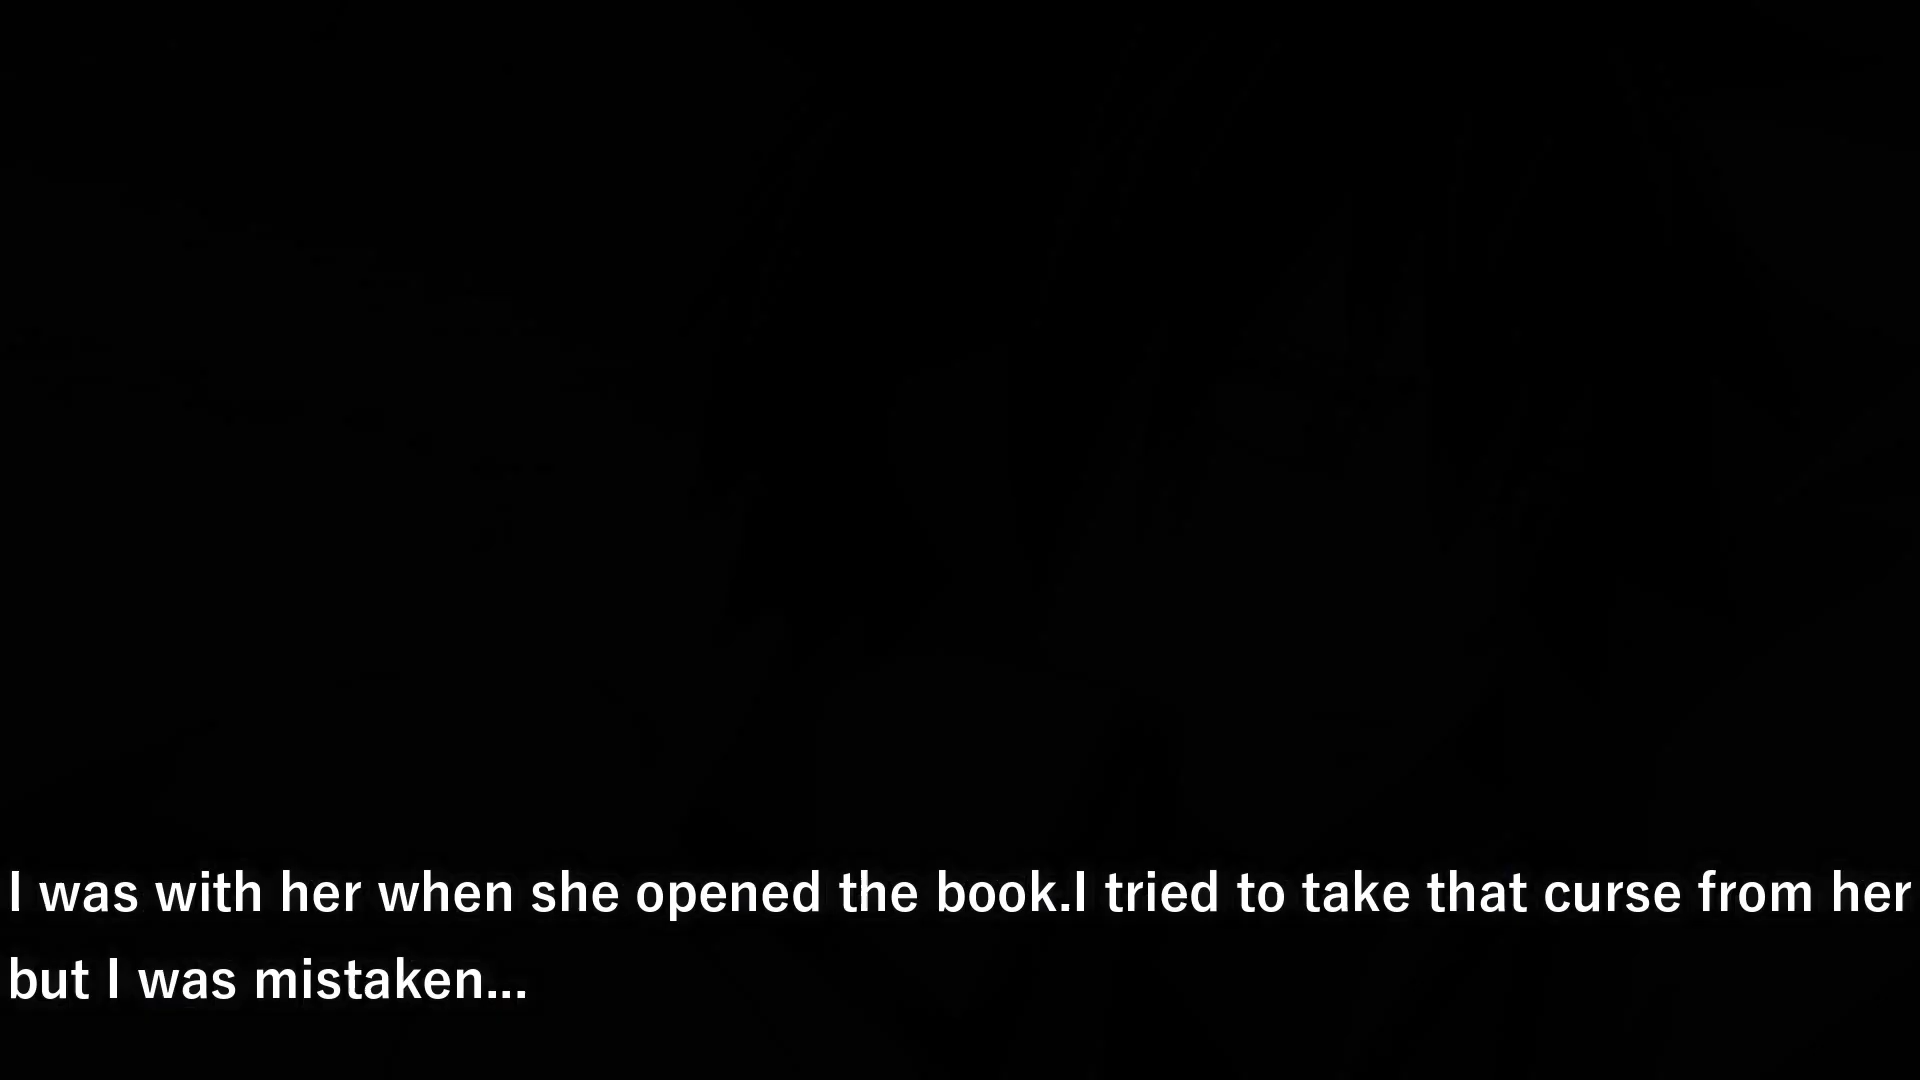 I was with her when she opened the book.I tried to take that curse from her
but I was mistaken...